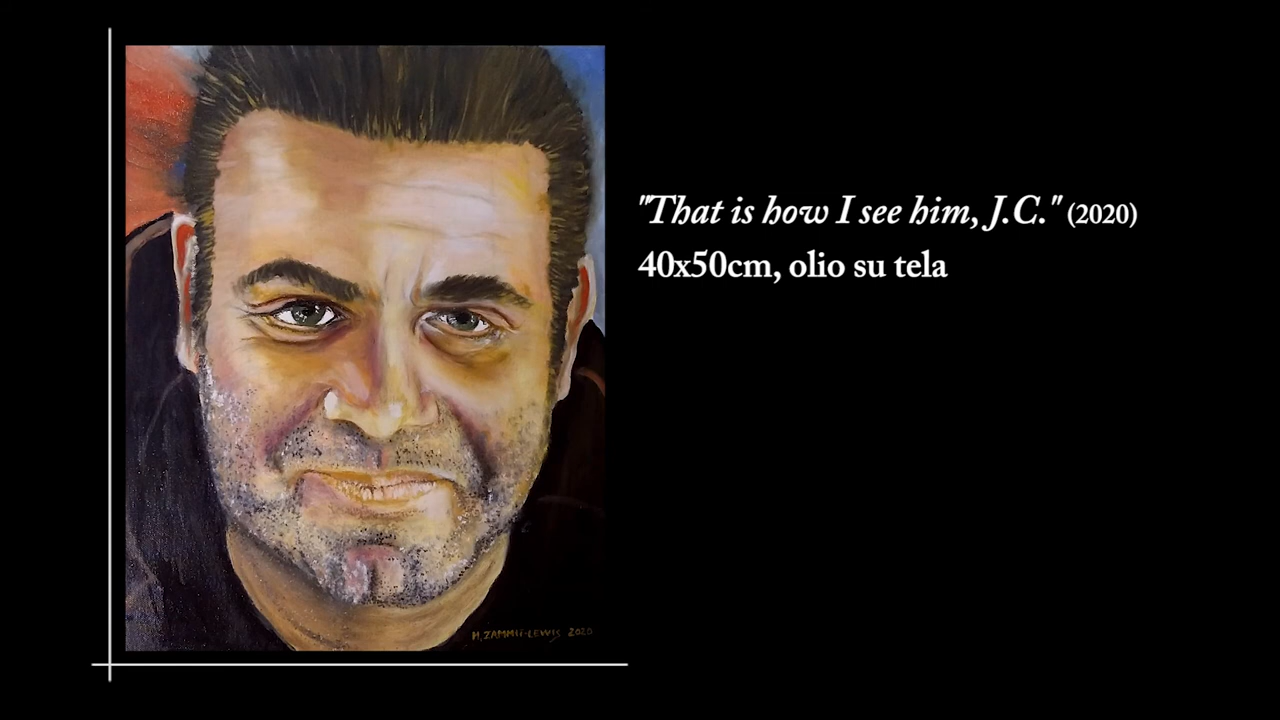 "That is how I see him, J.C." (2020)
40x50cm, olio su tela
H. ZAMMIT-LEWIS 2020